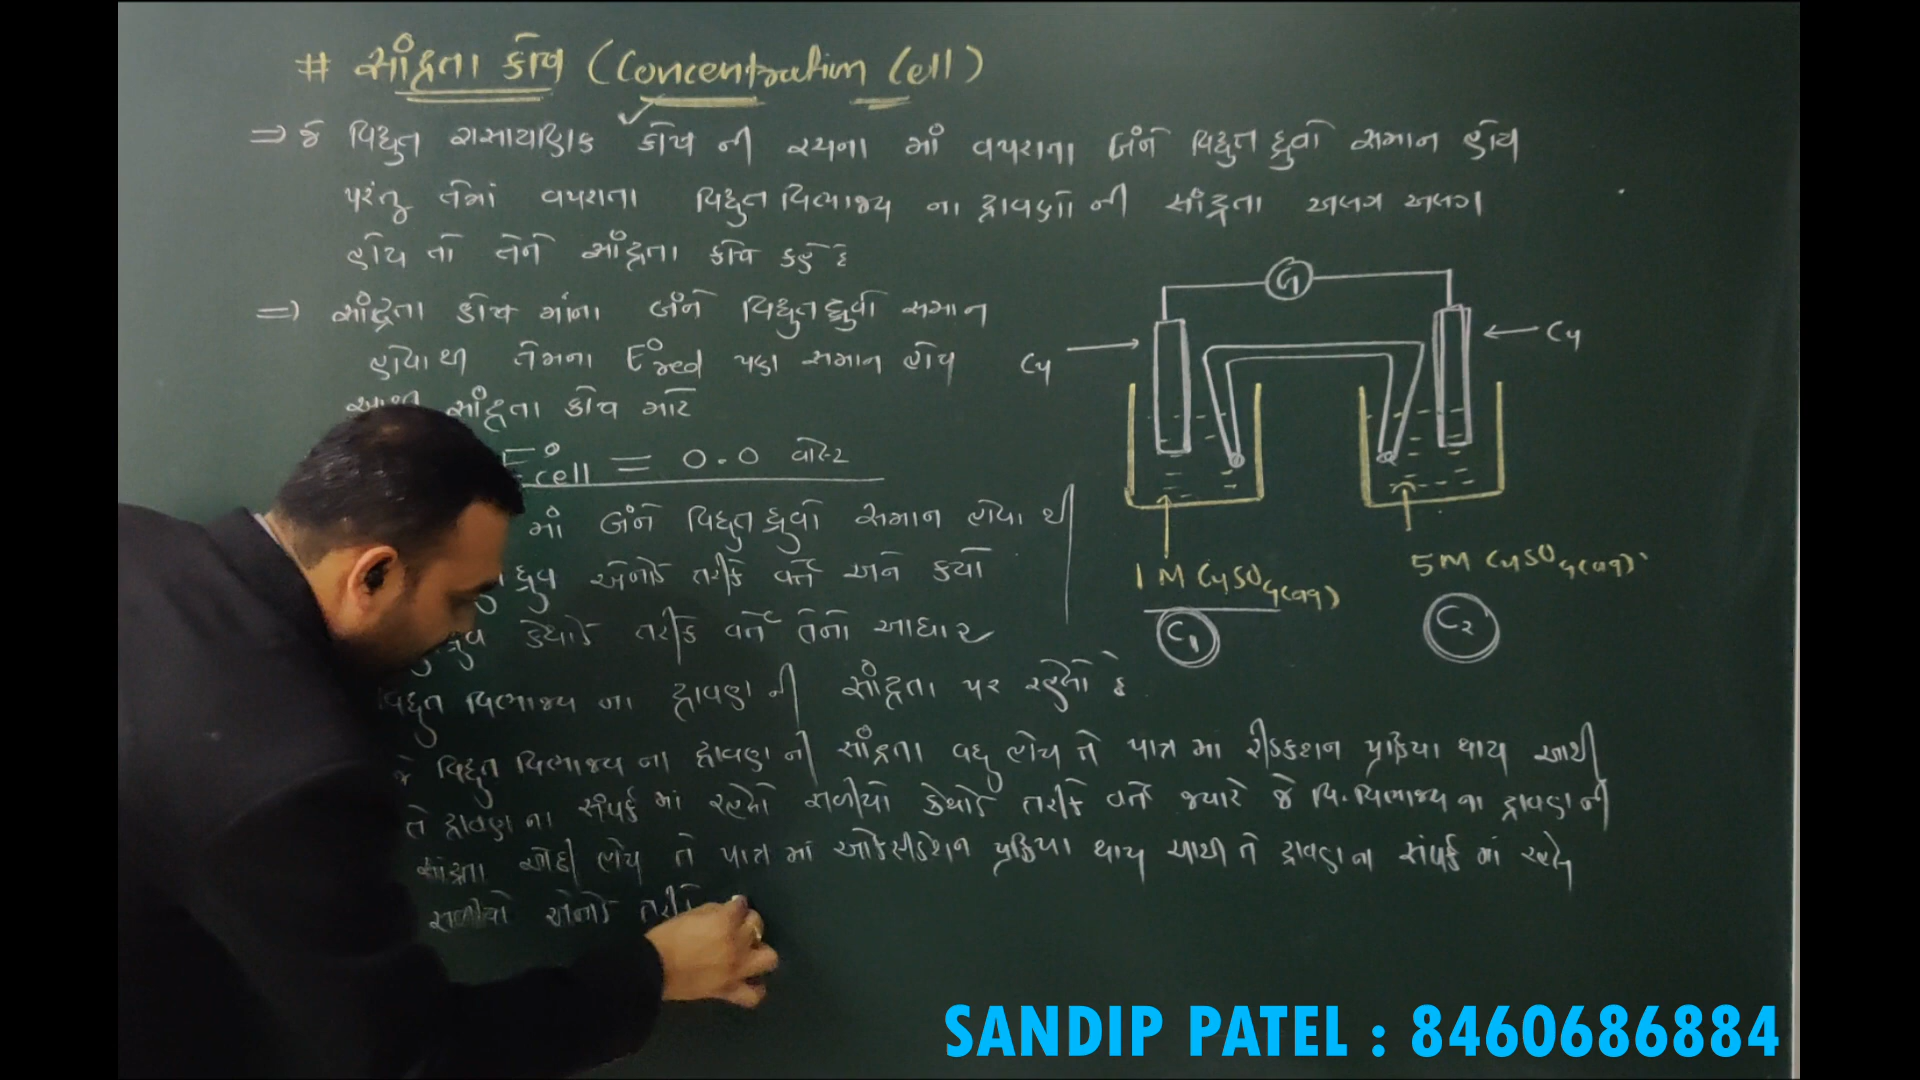 # સાંદ્રતા કોષ (Concentration Cell)
⇒ જે વિદ્યુત રાસાયણિક કોષ ની રચના માં વપરાતા બંને વિદ્યુત ધ્રુવો સમાન હોય
પરંતુ તેમાં વપરાતા વિદ્યુત વિભાજ્ય ના દ્રાવણો ની સાંદ્રતા અલગ અલગ
હોય તો તેને સાંદ્રતા કોષ કહે છે
⇒ સાંદ્રતા કોષ માંના બંને વિદ્યુત ધ્રુવો સમાન
હોવા થી તેમના E°red પણ સમાન હોય
આથી સાંદ્રતા કોષ માટે
E°cell = 0.0 વોલ્ટ
માં બંને વિદ્યુત ધ્રુવો સમાન હોવા થી
ધ્રુવ એનોડ તરીકે વર્તે અને કયો
ધ્રુવ કેથોડ તરીકે વર્તે તેનો આધાર
વિદ્યુત વિભાજ્ય ના દ્રાવણ ની સાંદ્રતા પર રહેલો છે.
જે વિદ્યુત વિભાજ્ય ના દ્રાવણ ની સાંદ્રતા વધુ હોય તે પાત્ર માં રીડક્શન પ્રક્રિયા થાય આથી
તે દ્રાવણ ના સંપર્ક માં રહેલો સળીયો કેથોડ તરીકે વર્તે જ્યારે જે વિ. વિભાજ્ય ના દ્રાવણ ની
સાંદ્રતા ઓછી હોય તે પાત્ર માં ઓક્સીડેશન પ્રક્રિયા થાય આથી તે દ્રાવણ ના સંપર્ક માં રહેલ
સળીયો એનોડ તરીકે
G
Cu
Cu
1 M CuSO4(aq)
5 M CuSO4(aq)
C1
C2
SANDIP PATEL : 8460686884